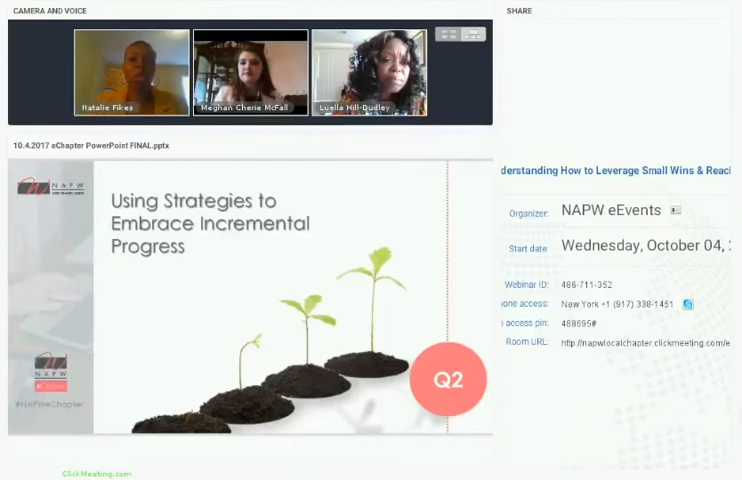 CAMERA AND VOICE
SHARE
Natalie Fikes
Meghan Cherie McFall
Luella Hill-Dudley
10.4.2017 eChapter PowerPoint FINAL.pptx
NAPW
Using Strategies to
Embrace Incremental
Progress
Q2
NAPW
eChapter
#NAPWeChapter
derstanding How to Leverage Small Wins & Reach
Organizer: NAPW eEvents
Start date: Wednesday, October 04,
Webinar ID: 486-711-352
one access: New York +1 (917) 338-1451
access pin: 488695#
Room URL: http://napwlocalchapter.clickmeeting.com/e
ClickMeeting.com